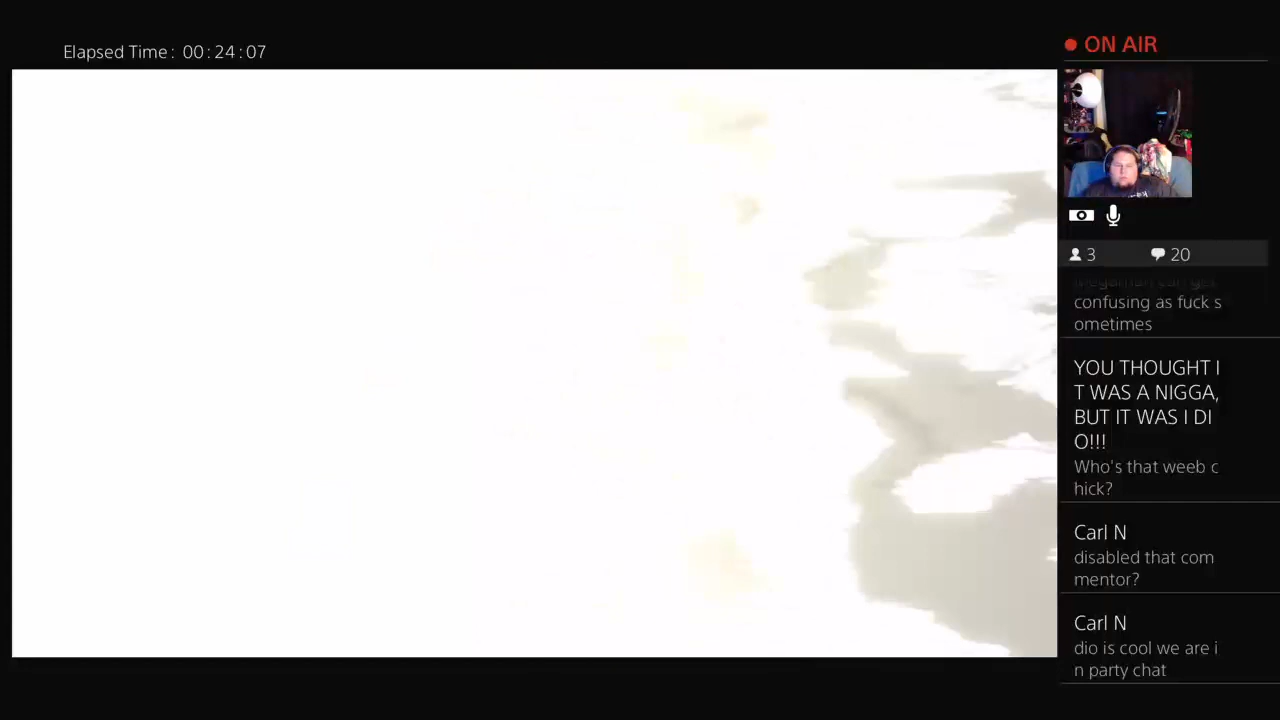 Elapsed Time: 00:24:07
ON AIR
3
20
confusing as fuck s
ometimes
YOU THOUGHT I
T WAS A NIGGA,
BUT IT WAS I DI
O!!!
Who's that weeb c
hick?
Carl N
disabled that com
mentor?
Carl N
dio is cool we are i
n party chat